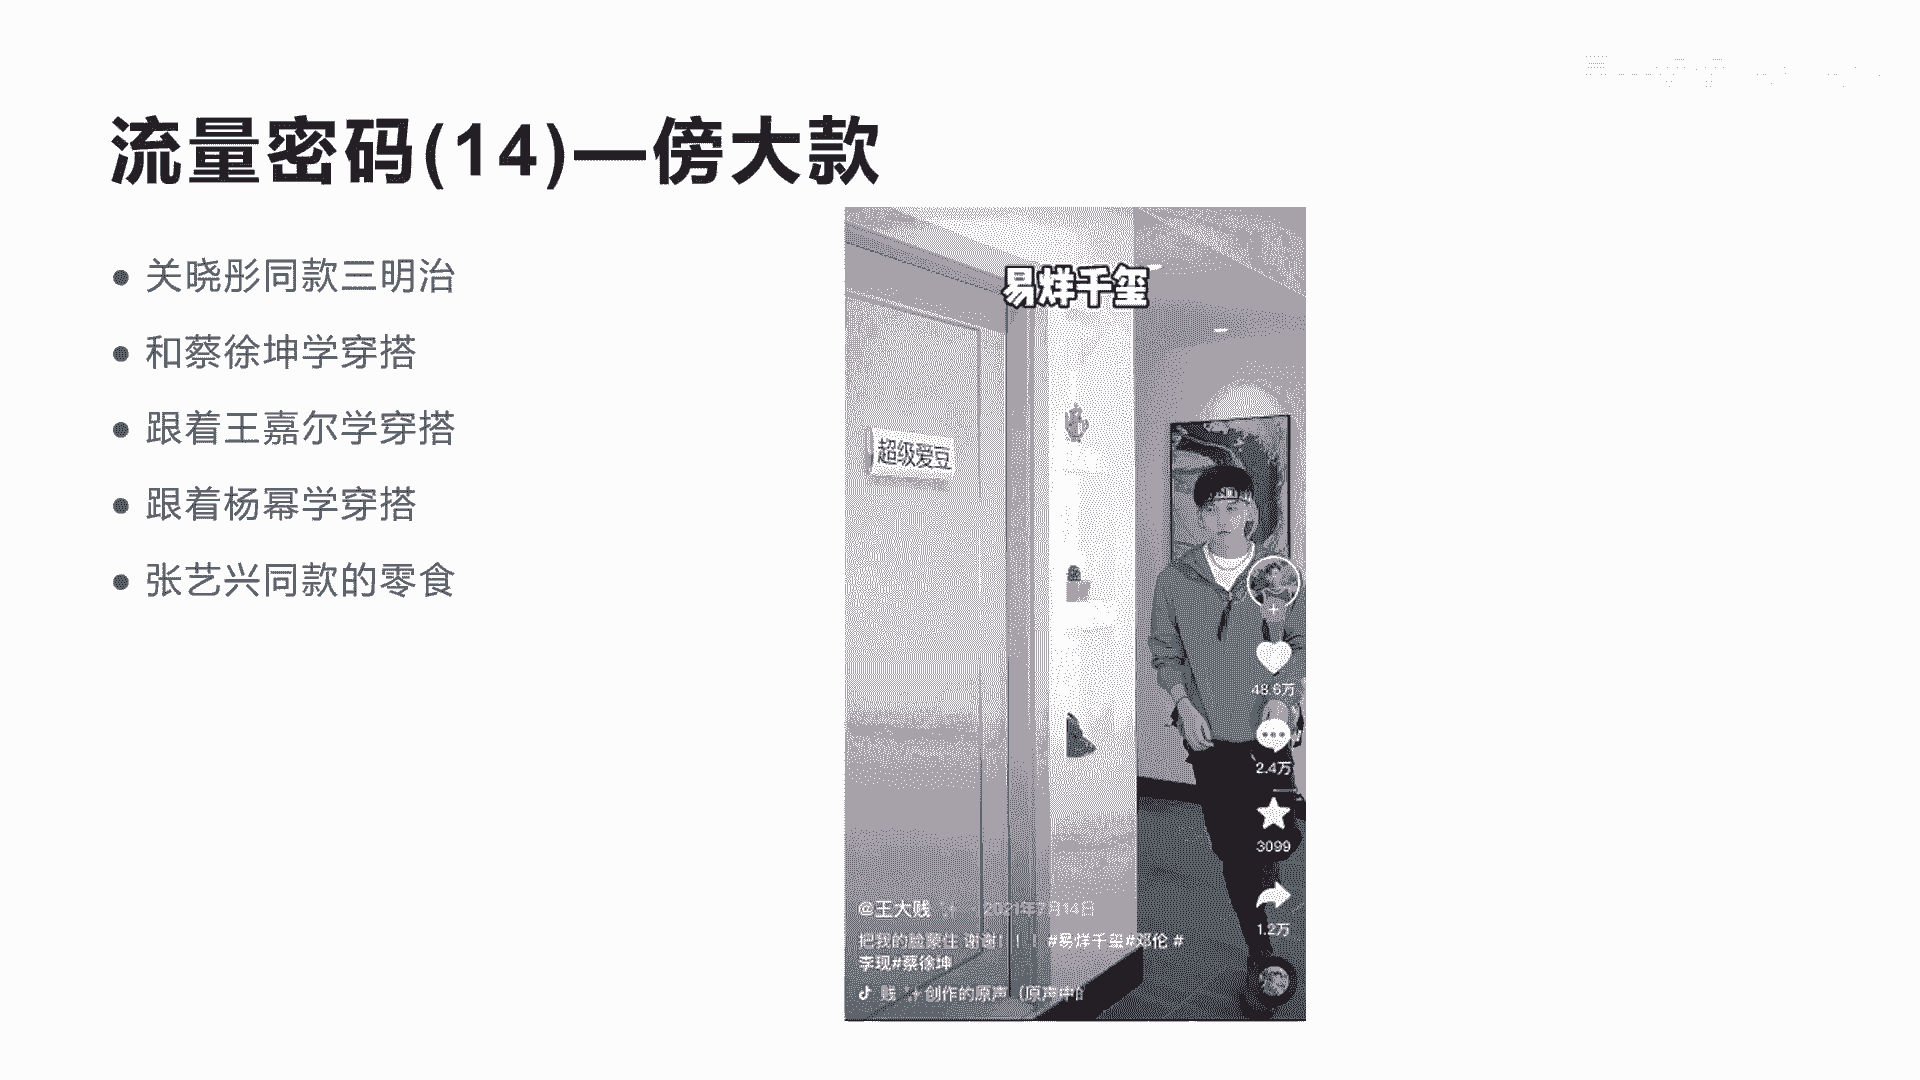 流量密码(14)—傍大款
● 关晓彤同款三明治
● 和蔡徐坤学穿搭
● 跟着王嘉尔学穿搭
● 跟着杨幂学穿搭
● 张艺兴同款的零食
易烊千玺
超级爱豆
48.6万
2.4万
3099
1.2万
@王大贱 · 2021年7月14日
把我的脸蒙住 谢谢！！！#易烊千玺#邓伦 #
李现#蔡徐坤
贱 创作的原声（原声中的